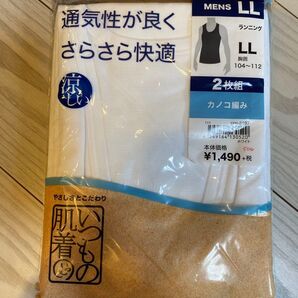 通気性が良く
さらさら快適
涼しい
MENS LL
ランニング
LL
胸囲
104〜112
2枚組
カノコ編み
ホワイト
本体価格
¥1,490+税
やさしさとこだわり
いつもの
肌着